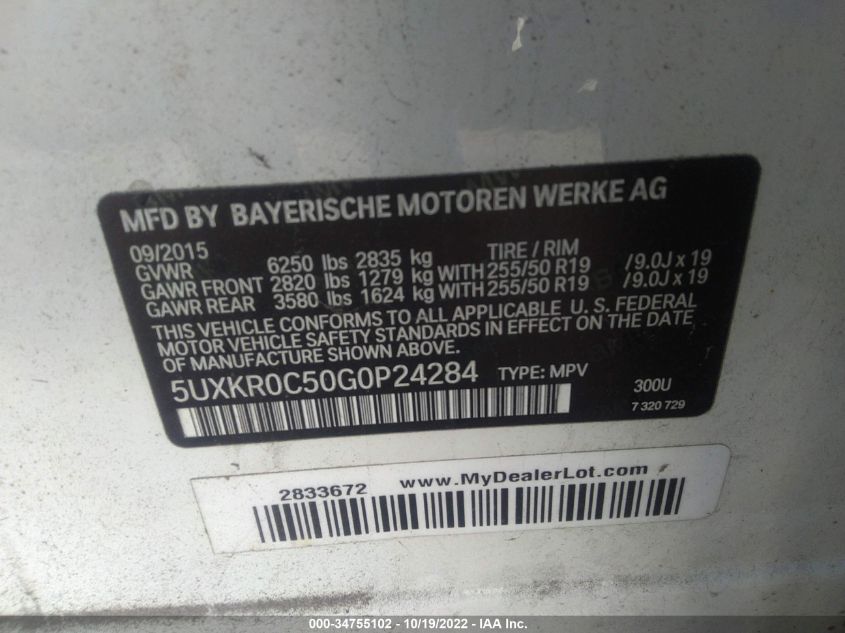 MFD BY BAYERISCHE MOTOREN WERKE AG
09/2015 TIRE / RIM
GVWR 6250 lbs 2835 kg
GAWR FRONT 2820 lbs 1279 kg WITH 255/50 R19 /9.0J x 19
GAWR REAR 3580 lbs 1624 kg WITH 255/50 R19 /9.0J x 19
THIS VEHICLE CONFORMS TO ALL APPLICABLE U. S. FEDERAL
MOTOR VEHICLE SAFETY STANDARDS IN EFFECT ON THE DATE
OF MANUFACTURE SHOWN ABOVE.
5UXKR0C50G0P24284 TYPE: MPV 300U
7 320 729
2833672 www.MyDealerLot.com
000-34755102 - 10/19/2022 - IAA Inc.